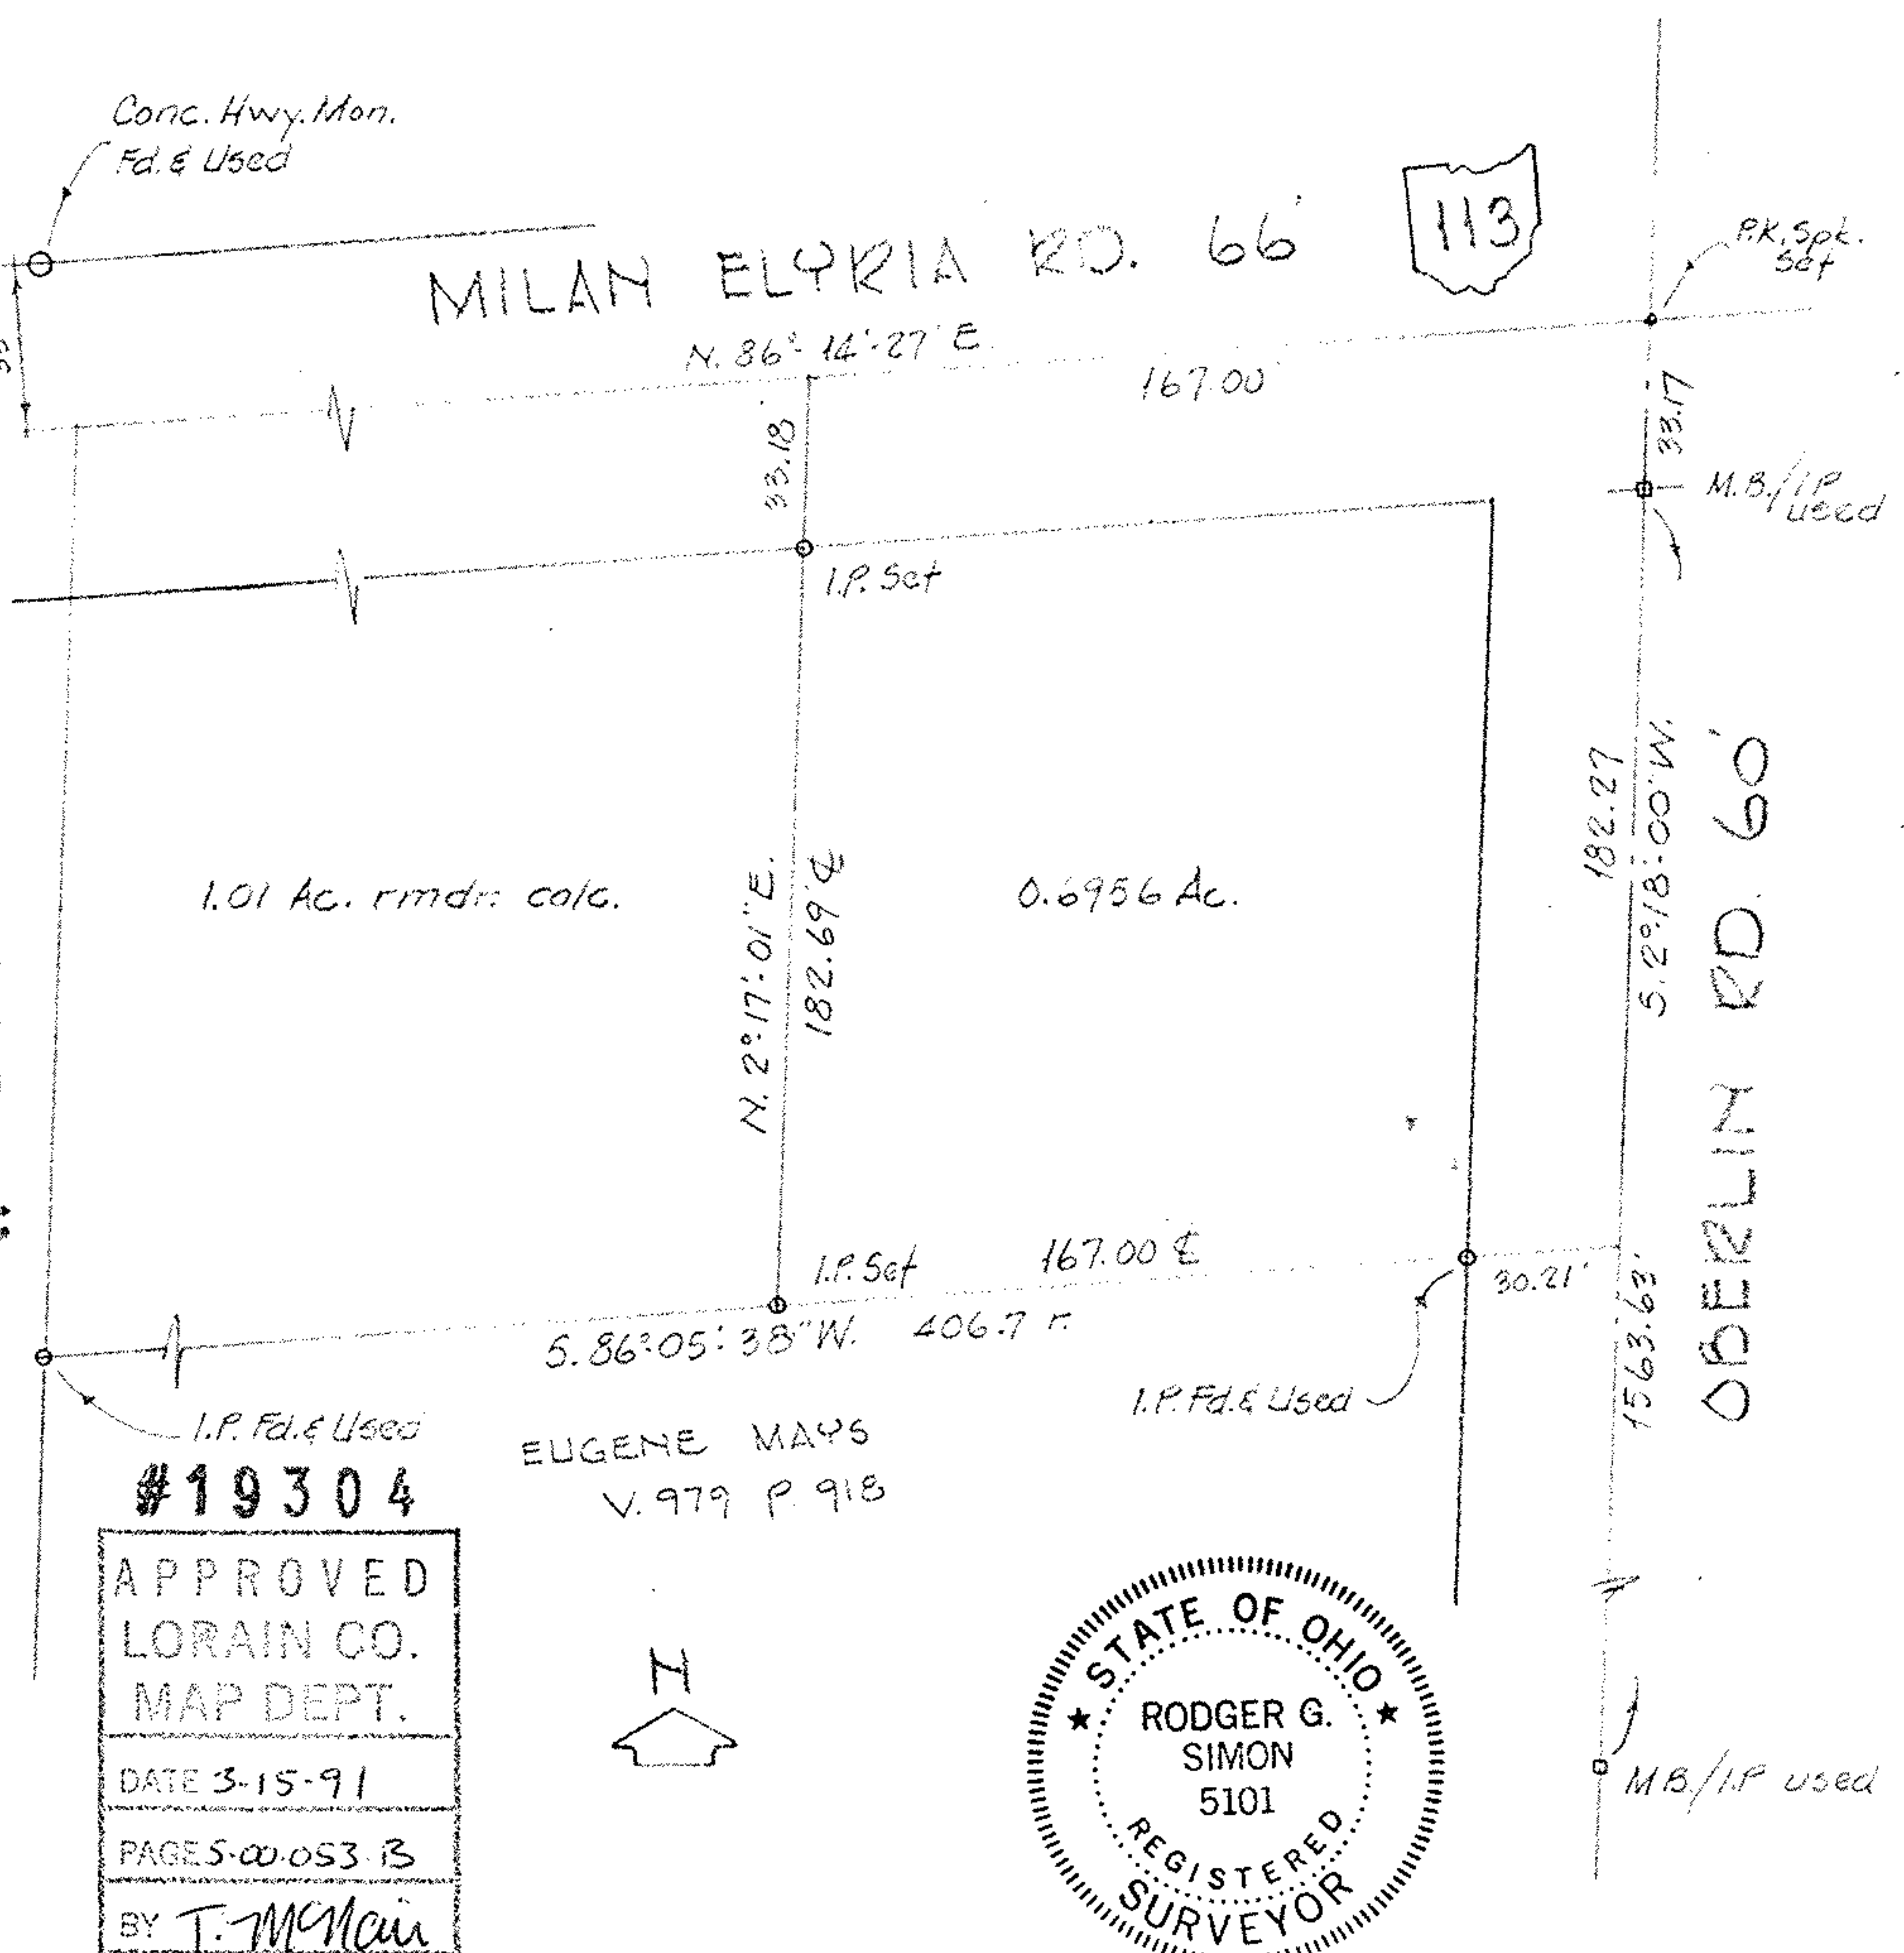 Conc. Hwy. Mon.
Fd. & Used
MILAN ELYRIA RD. 66'
113
P.K. Spk.
Set
N. 86°-14'-27" E.
167.00'
33.18'
33.17
M.B./I.P.
used
I.P. Set
1.01 Ac. rmdr. calc.
N. 2°-17'-01" E.
182.69' ℄
0.6956 Ac.
182.27
S. 2°-18'-00" W.
OBERLIN RD. 60'
I.P. Set
167.00 ℄
30.21'
S. 86°-05'-38" W.
406.7 r.
1563.63'
I.P. Fd. & Used
I.P. Fd. & Used
EUGENE MAYS
V. 979 P. 918
#19304
APPROVED
LORAIN CO.
MAP DEPT.
DATE 3-15-91
PAGE 5-00-053-B
BY T. McNair
N
STATE OF OHIO
RODGER G.
SIMON
5101
REGISTERED
SURVEYOR
M.B./I.P. used